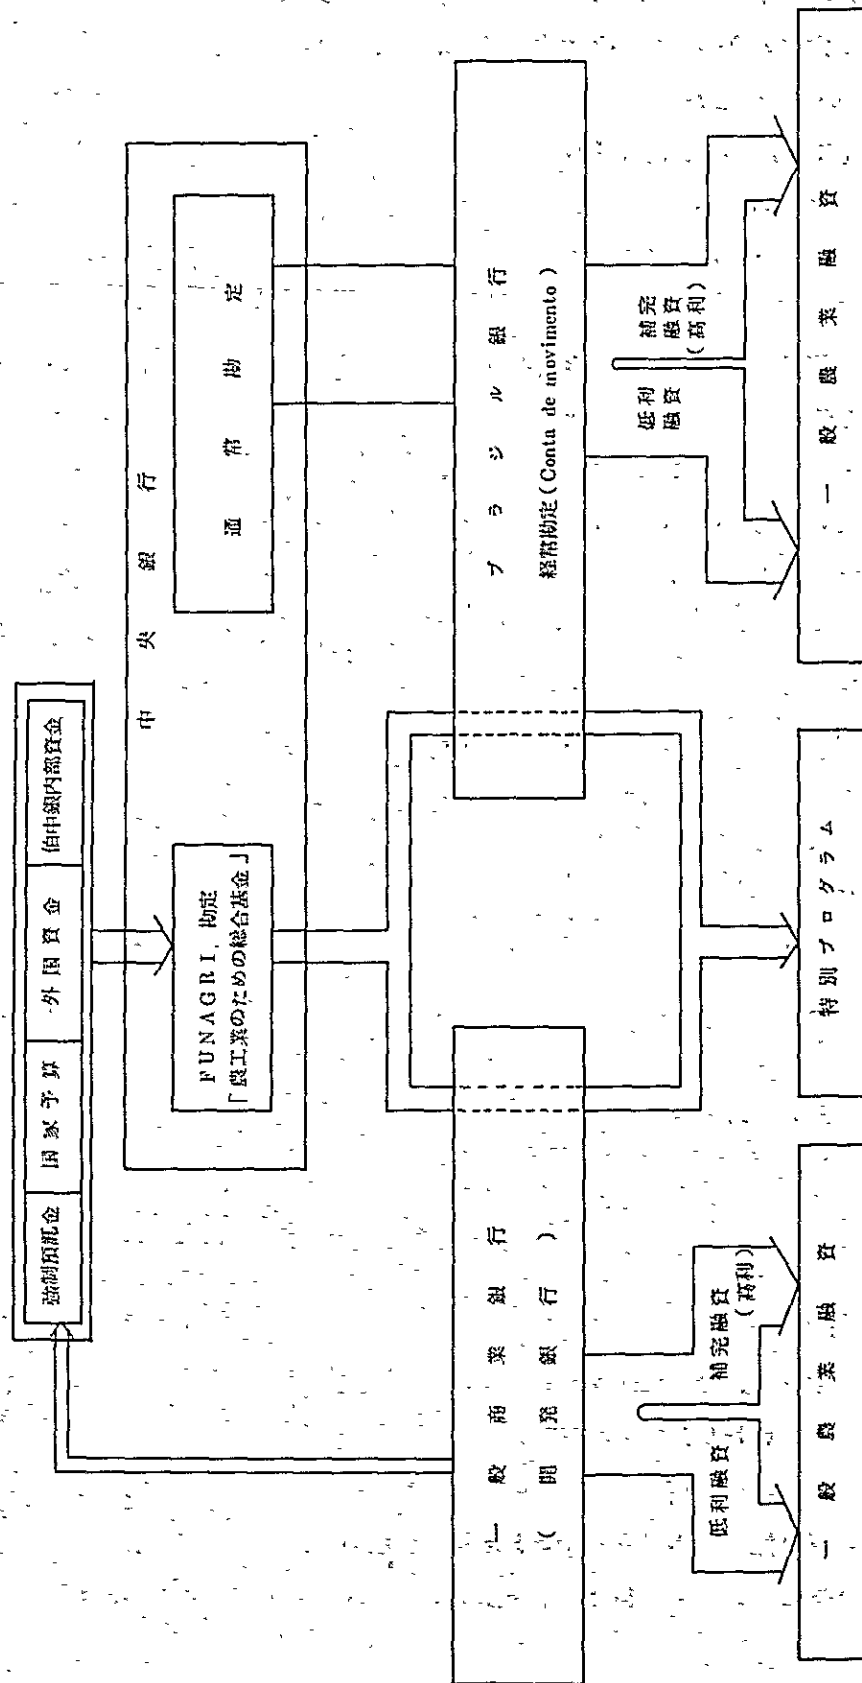 強制預託金
国家予算
外国資金
伯中銀内部資金
中央銀行
FUNAGRI 勘定
「農工業のための総合基金」
通常勘定
一般商業銀行
(開発銀行)
ブラジル銀行
経常勘定(Conta de movimento)
低利融資
補完融資
(高利)
低利
融資
補完
融資
(高利)
一般農業融資
特別プログラム
一般農業融資